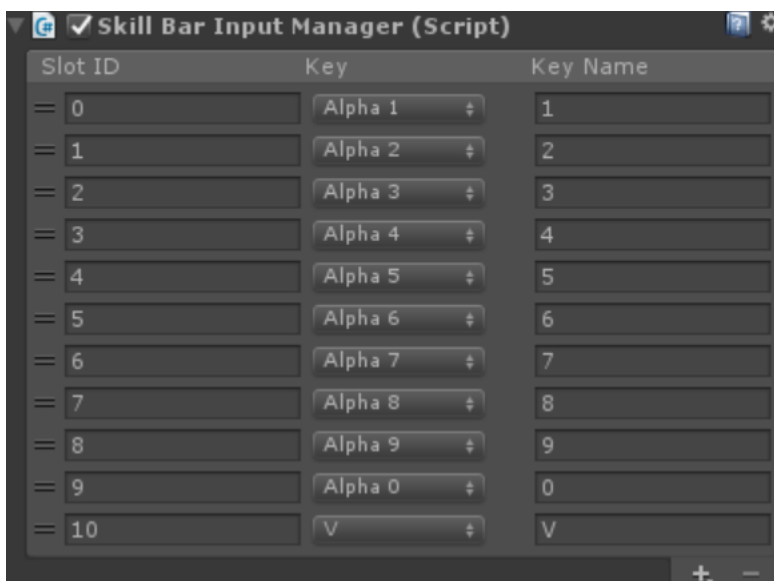 Skill Bar Input Manager (Script)
Slot ID Key Key Name
0 Alpha 1 1
1 Alpha 2 2
2 Alpha 3 3
3 Alpha 4 4
4 Alpha 5 5
5 Alpha 6 6
6 Alpha 7 7
7 Alpha 8 8
8 Alpha 9 9
9 Alpha 0 0
10 V V
+ −